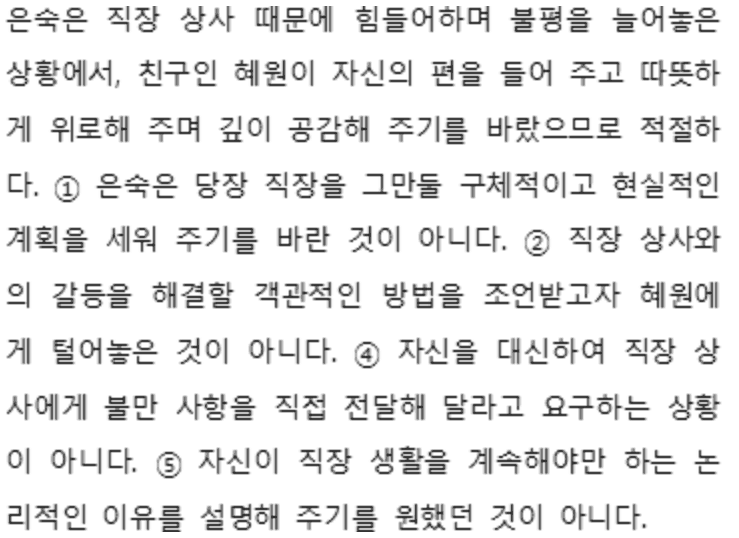 은숙은 직장 상사 때문에 힘들어하며 불평을 늘어놓은
상황에서, 친구인 혜원이 자신의 편을 들어 주고 따뜻하
게 위로해 주며 깊이 공감해 주기를 바랐으므로 적절하
다. ① 은숙은 당장 직장을 그만둘 구체적이고 현실적인
계획을 세워 주기를 바란 것이 아니다. ② 직장 상사와
의 갈등을 해결할 객관적인 방법을 조언받고자 혜원에
게 털어놓은 것이 아니다. ④ 자신을 대신하여 직장 상
사에게 불만 사항을 직접 전달해 달라고 요구하는 상황
이 아니다. ⑤ 자신이 직장 생활을 계속해야만 하는 논
리적인 이유를 설명해 주기를 원했던 것이 아니다.